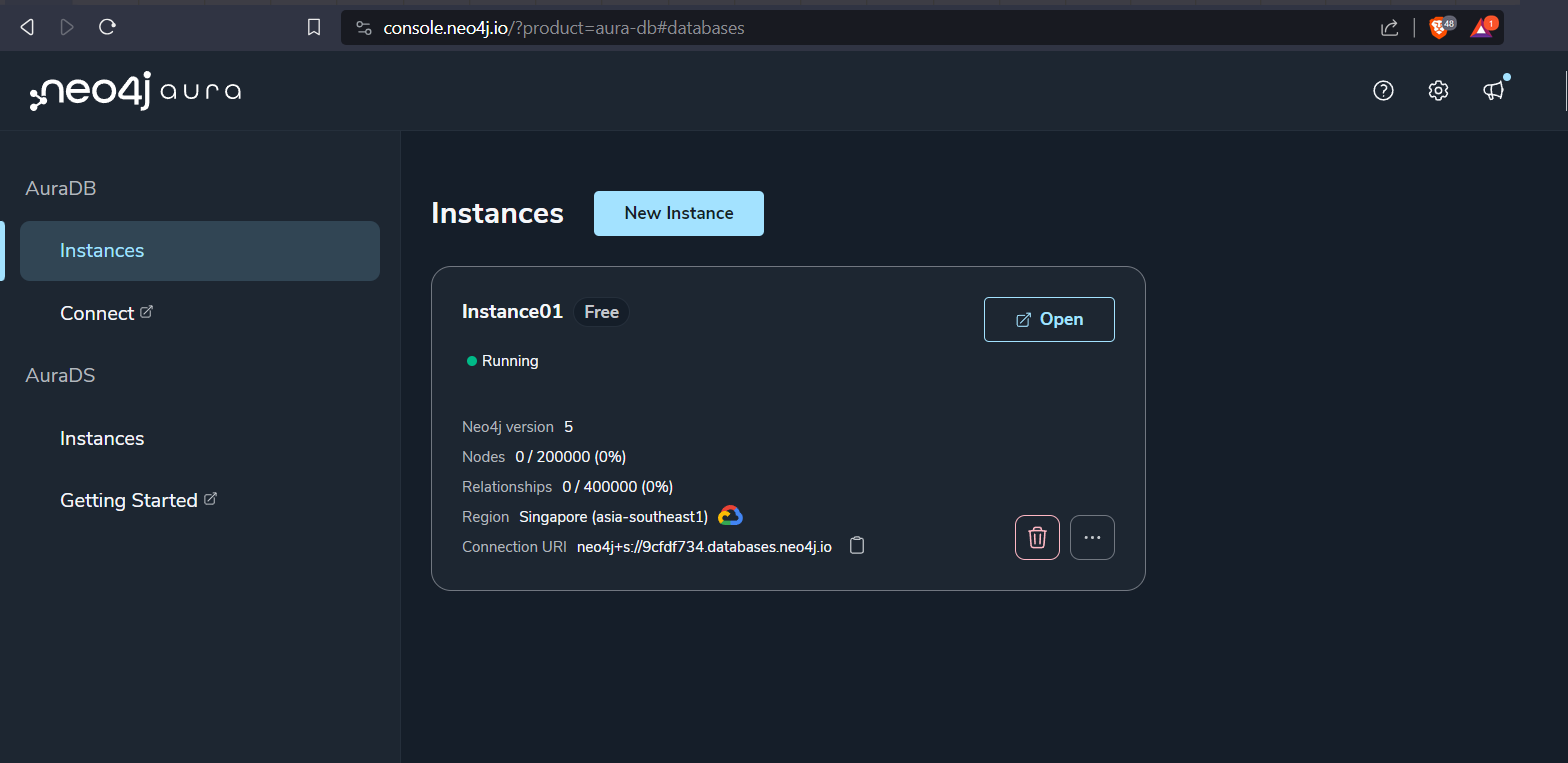 console.neo4j.io/?product=aura-db#databases
48
1
neo4j aura
AuraDB
Instances
Connect
AuraDS
Instances
Getting Started
Instances
New Instance
Instance01 Free
Open
Running
Neo4j version 5
Nodes 0 / 200000 (0%)
Relationships 0 / 400000 (0%)
Region Singapore (asia-southeast1)
Connection URI neo4j+s://9cfdf734.databases.neo4j.io